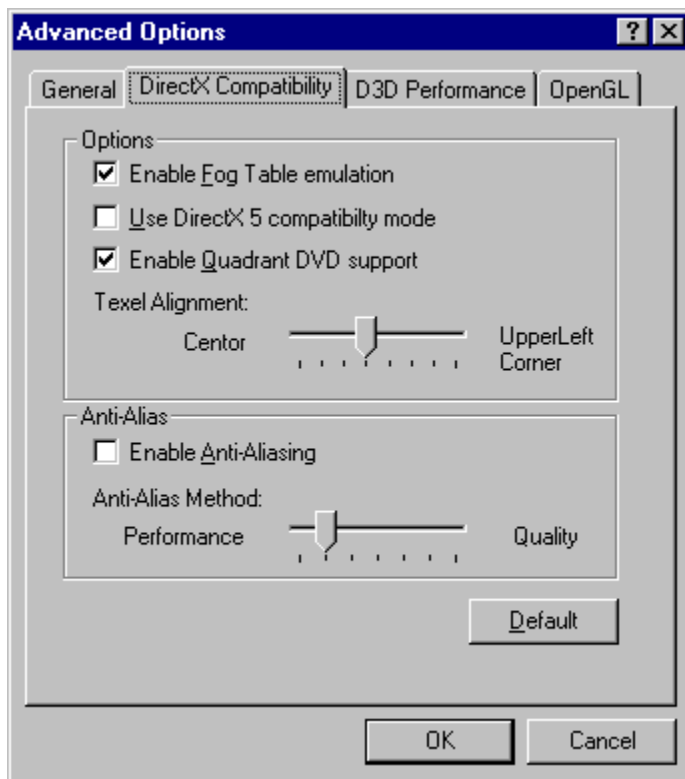 Advanced Options
General
DirectX Compatibility
D3D Performance
OpenGL
Options
Enable Fog Table emulation
Use DirectX 5 compatibilty mode
Enable Quadrant DVD support
Texel Alignment:
Centor
UpperLeft
Corner
Anti-Alias
Enable Anti-Aliasing
Anti-Alias Method:
Performance
Quality
Default
OK
Cancel